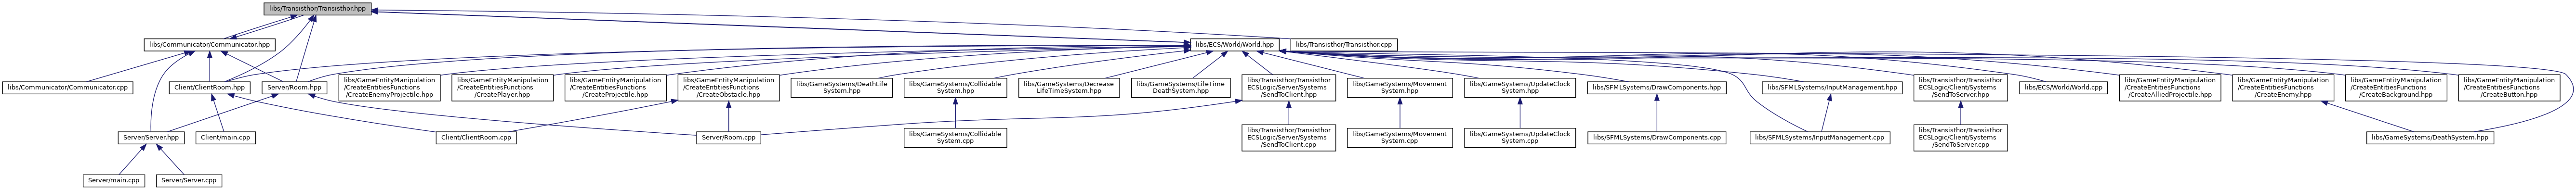 libs/Transisthor/Transisthor.hpp
libs/Communicator/Communicator.hpp
libs/ECS/World/World.hpp
libs/Transisthor/Transisthor.cpp
libs/Communicator/Communicator.cpp
Client/ClientRoom.hpp
Server/Room.hpp
libs/GameEntityManipulation
/CreateEntitiesFunctions
/CreateEnemyProjectile.hpp
libs/GameEntityManipulation
/CreateEntitiesFunctions
/CreatePlayer.hpp
libs/GameEntityManipulation
/CreateEntitiesFunctions
/CreateProjectile.hpp
libs/GameEntityManipulation
/CreateEntitiesFunctions
/CreateObstacle.hpp
libs/GameSystems/DeathLife
System.hpp
libs/GameSystems/Collidable
System.hpp
libs/GameSystems/Decrease
LifeTimeSystem.hpp
libs/GameSystems/LifeTime
DeathSystem.hpp
libs/Transisthor/Transisthor
ECSLogic/Server/Systems
/SendToClient.hpp
libs/GameSystems/Movement
System.hpp
libs/GameSystems/UpdateClock
System.hpp
libs/SFMLSystems/DrawComponents.hpp
libs/SFMLSystems/InputManagement.hpp
libs/Transisthor/Transisthor
ECSLogic/Client/Systems
/SendToServer.hpp
libs/ECS/World/World.cpp
libs/GameEntityManipulation
/CreateEntitiesFunctions
/CreateAlliedProjectile.hpp
libs/GameEntityManipulation
/CreateEntitiesFunctions
/CreateEnemy.hpp
libs/GameEntityManipulation
/CreateEntitiesFunctions
/CreateBackground.hpp
libs/GameEntityManipulation
/CreateEntitiesFunctions
/CreateButton.hpp
Server/Server.hpp
Client/main.cpp
Client/ClientRoom.cpp
Server/Room.cpp
libs/GameSystems/Collidable
System.cpp
libs/Transisthor/Transisthor
ECSLogic/Server/Systems
/SendToClient.cpp
libs/GameSystems/Movement
System.cpp
libs/GameSystems/UpdateClock
System.cpp
libs/SFMLSystems/DrawComponents.cpp
libs/SFMLSystems/InputManagement.cpp
libs/Transisthor/Transisthor
ECSLogic/Client/Systems
/SendToServer.cpp
libs/GameSystems/DeathSystem.hpp
Server/main.cpp
Server/Server.cpp